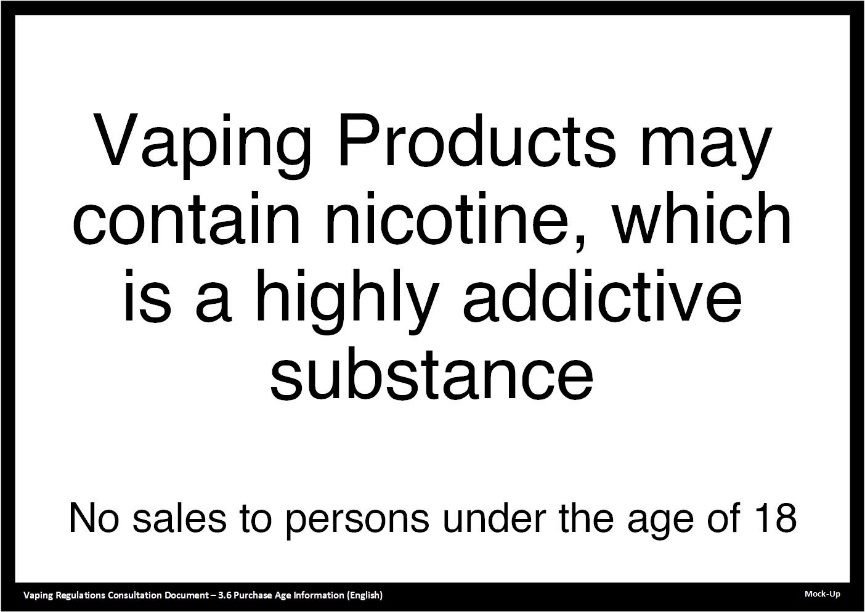 Vaping Products may
contain nicotine, which
is a highly addictive
substance
No sales to persons under the age of 18
Vaping Regulations Consultation Document – 3.6 Purchase Age Information (English)
Mock-Up